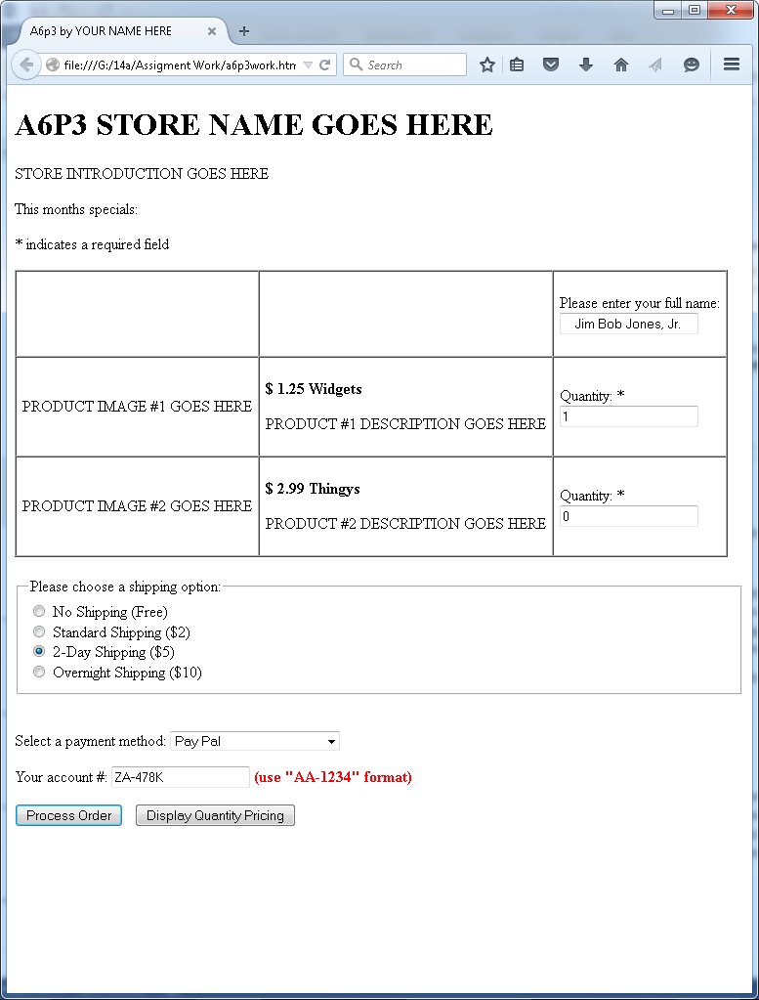 A6p3 by YOUR NAME HERE
file:///G:/14a/Assigment Work/a6p3work.htm
Search
A6P3 STORE NAME GOES HERE
STORE INTRODUCTION GOES HERE
This months specials:
* indicates a required field
Please enter your full name:
Jim Bob Jones, Jr.
PRODUCT IMAGE #1 GOES HERE
$ 1.25 Widgets
PRODUCT #1 DESCRIPTION GOES HERE
Quantity: *
1
PRODUCT IMAGE #2 GOES HERE
$ 2.99 Thingys
PRODUCT #2 DESCRIPTION GOES HERE
Quantity: *
0
Please choose a shipping option:
No Shipping (Free)
Standard Shipping ($2)
2-Day Shipping ($5)
Overnight Shipping ($10)
Select a payment method: Pay Pal
Your account #: ZA-478K (use "AA-1234" format)
Process Order Display Quantity Pricing